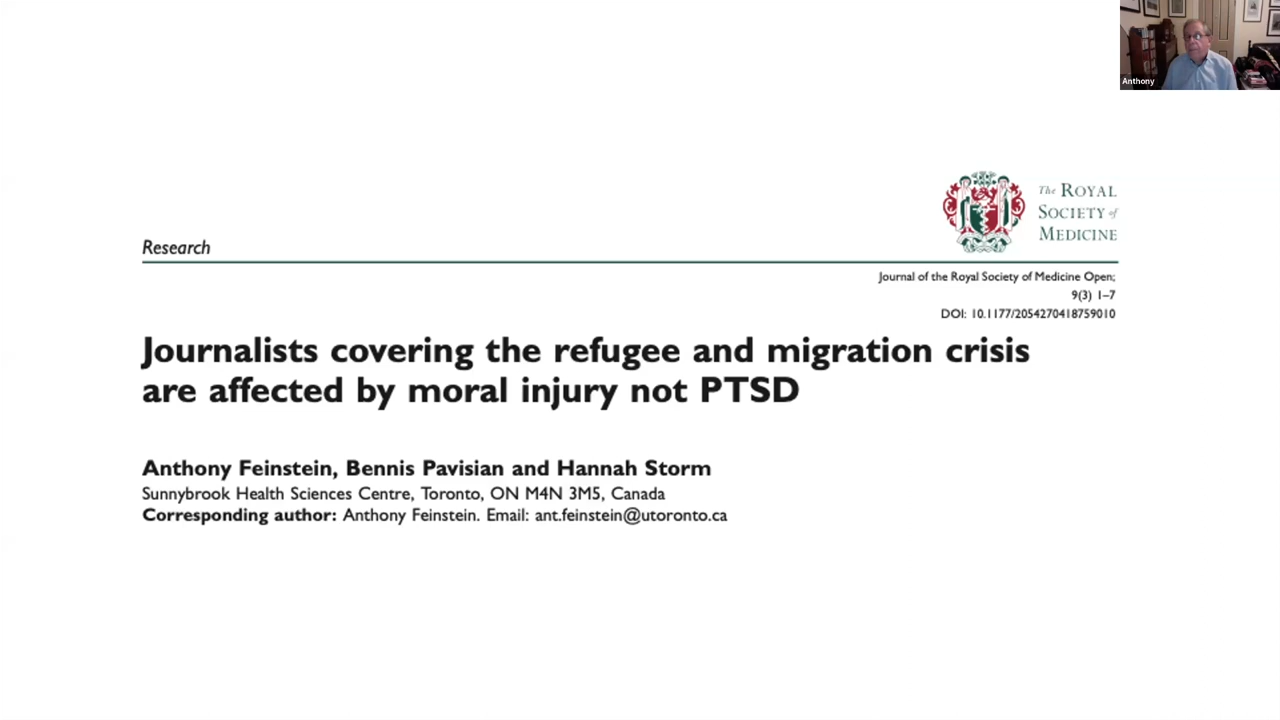 Anthony
The ROYAL
SOCIETY of
MEDICINE
Research
Journal of the Royal Society of Medicine Open;
9(3) 1–7
DOI: 10.1177/2054270418759010
Journalists covering the refugee and migration crisis
are affected by moral injury not PTSD
Anthony Feinstein, Bennis Pavisian and Hannah Storm
Sunnybrook Health Sciences Centre, Toronto, ON M4N 3M5, Canada
Corresponding author: Anthony Feinstein. Email: ant.feinstein@utoronto.ca